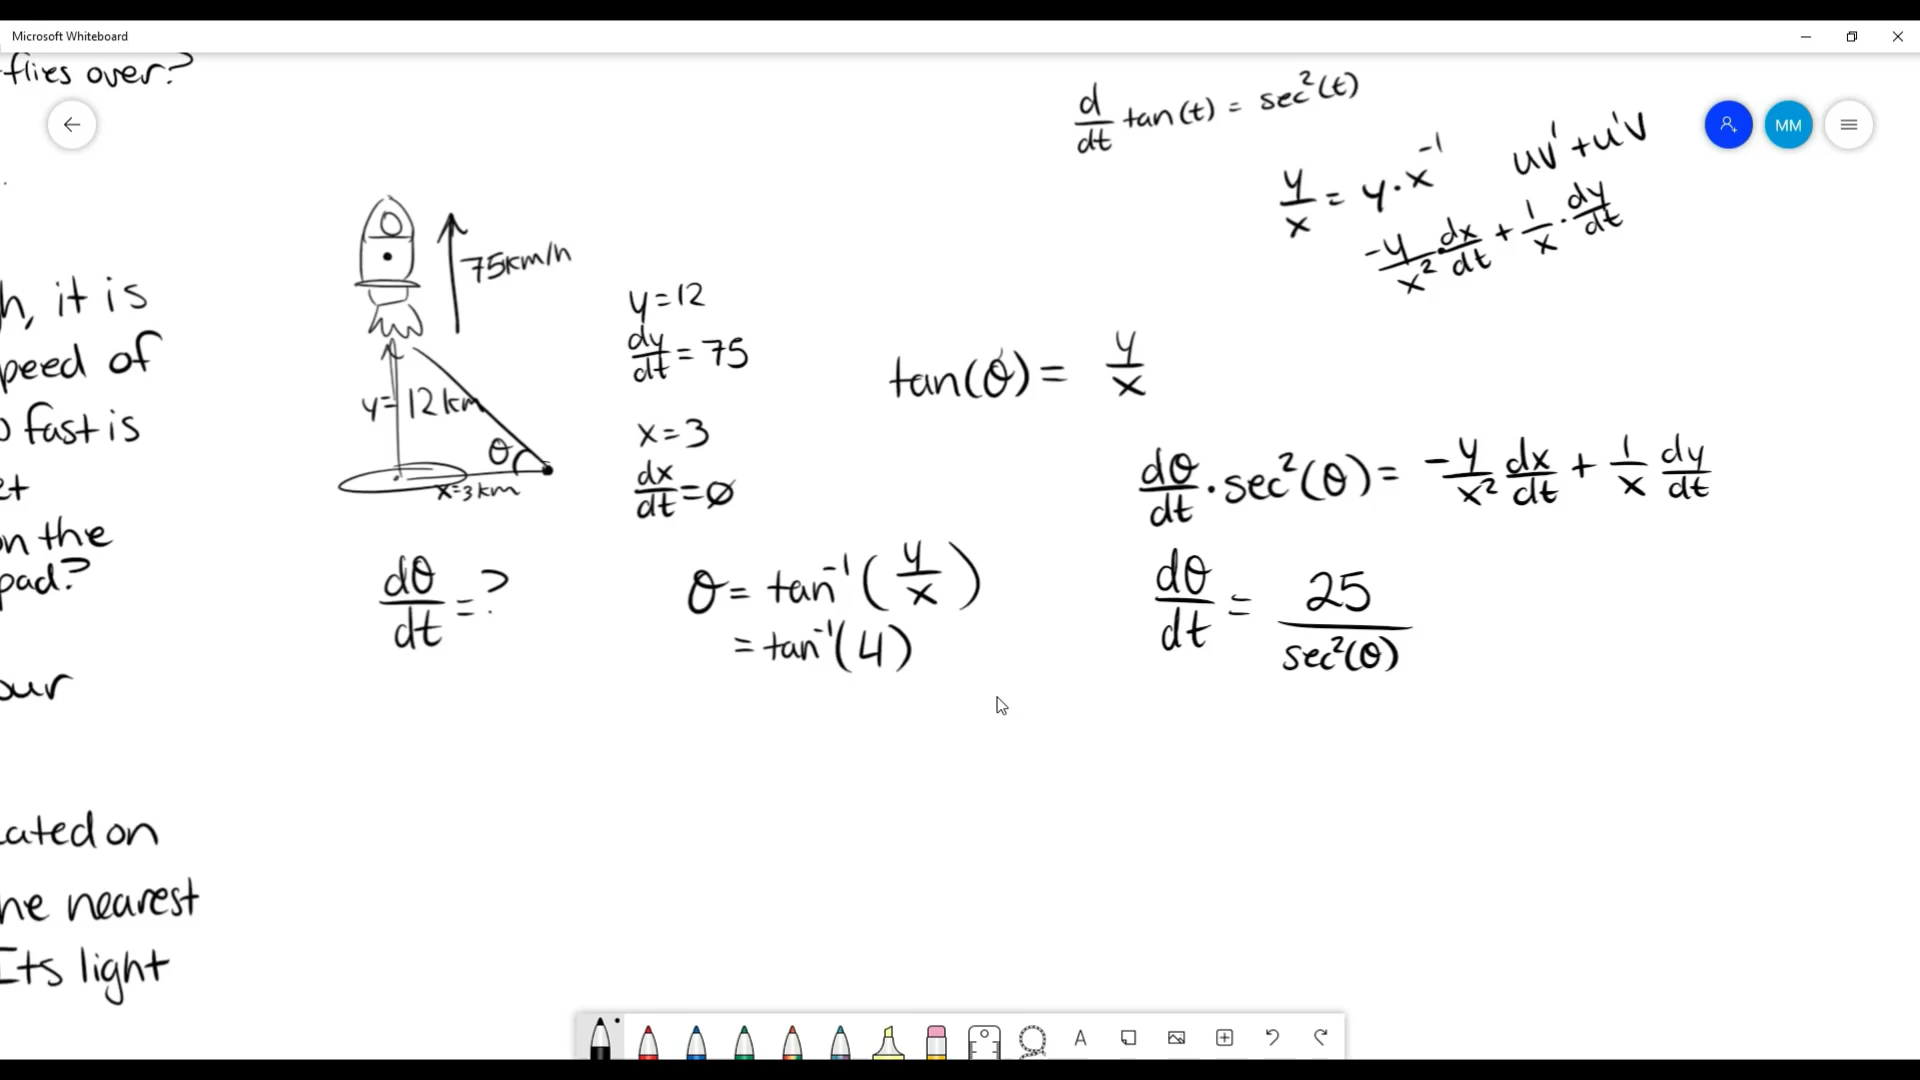 Microsoft Whiteboard
flies over?
d/dt tan(t) = sec²(t)
MM
y/x = y·x⁻¹
uv' + u'v
-y/x² · dx/dt + 1/x · dy/dt
75km/h
h, it is
peed of
o fast is
et
on the
pad?
our
cated on
he nearest
Its light
y=12km
θ
x=3km
dθ/dt = ?
y=12
dy/dt = 75
x=3
dx/dt = ∅
θ = tan⁻¹(y/x)
= tan⁻¹(4)
tan(θ) = y/x
dθ/dt · sec²(θ) = -y/x² dx/dt + 1/x dy/dt
dθ/dt = 25/sec²(θ)
A